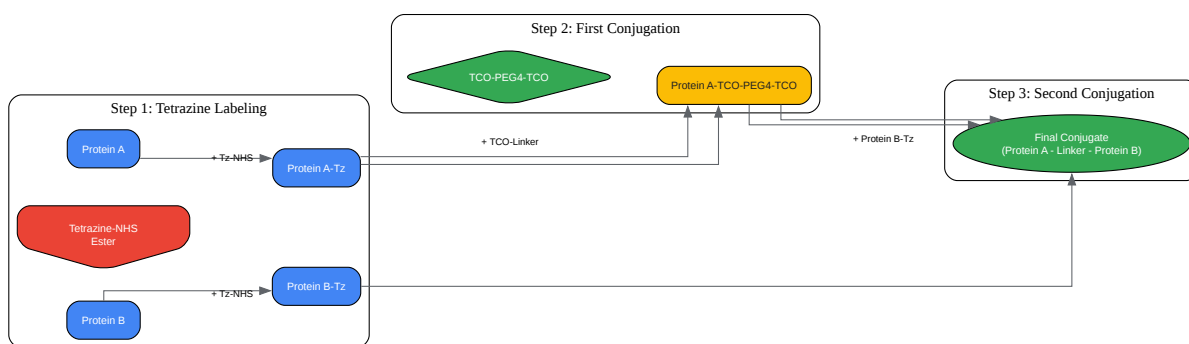 Step 1: Tetrazine Labeling
Protein A
+ Tz-NHS
Protein A-Tz
Tetrazine-NHS
Ester
Protein B
+ Tz-NHS
Protein B-Tz
Step 2: First Conjugation
TCO-PEG4-TCO
Protein A-TCO-PEG4-TCO
+ TCO-Linker
+ Protein B-Tz
Step 3: Second Conjugation
Final Conjugate
(Protein A - Linker - Protein B)